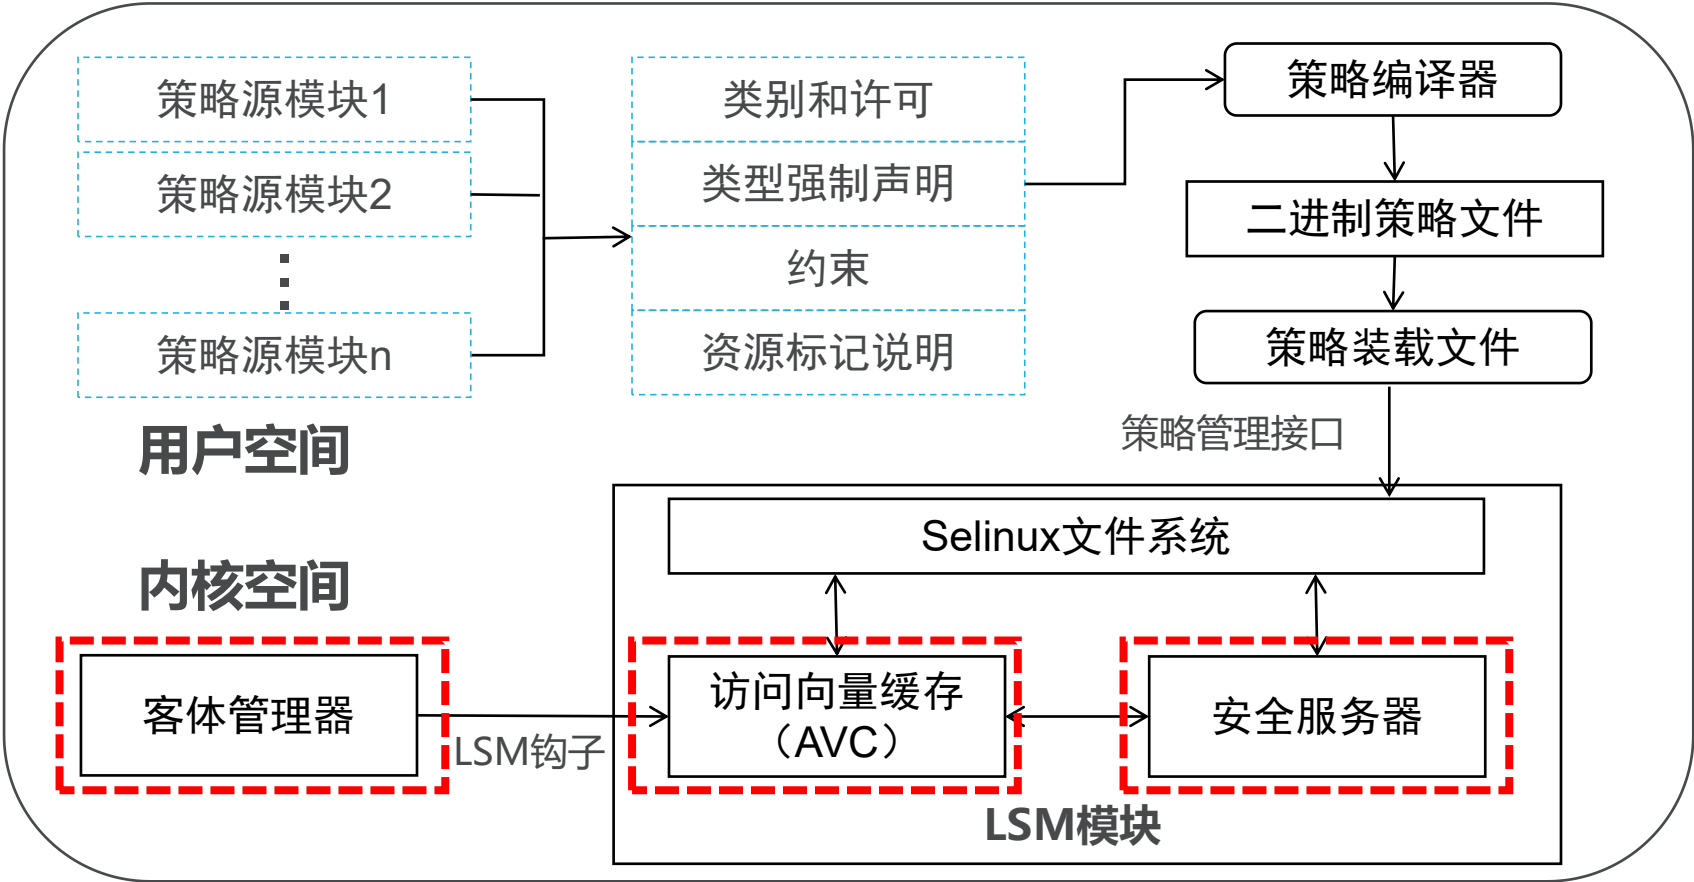 策略源模块1
策略源模块2
策略源模块n
类别和许可
类型强制声明
约束
资源标记说明
策略编译器
二进制策略文件
策略装载文件
用户空间
策略管理接口
内核空间
Selinux文件系统
客体管理器
LSM钩子
访问向量缓存
（AVC）
安全服务器
LSM模块